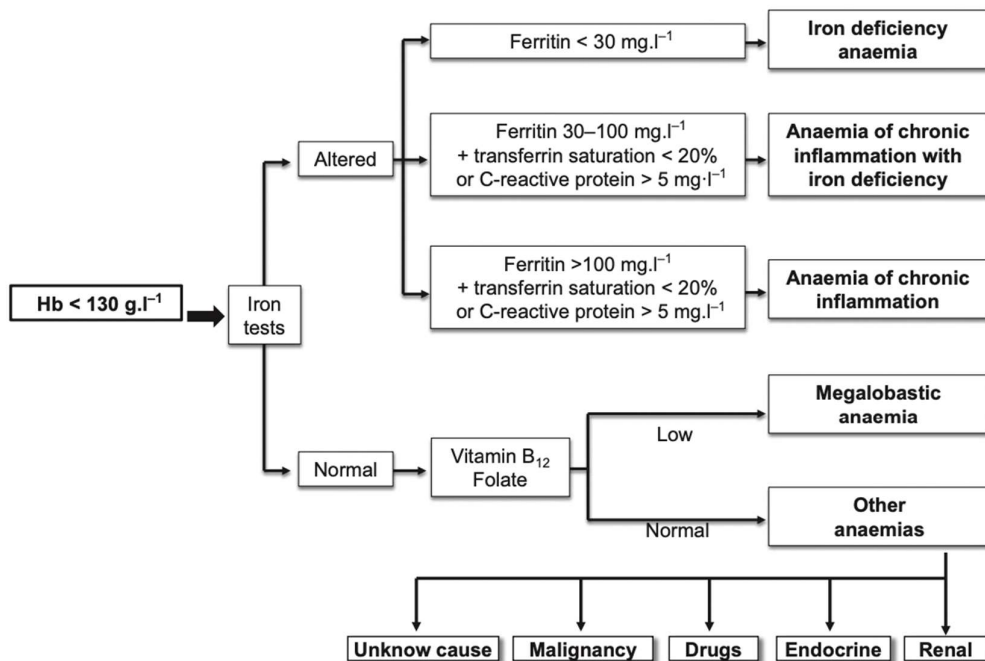 Hb < 130 g.l⁻¹
Iron
tests
Altered
Ferritin < 30 mg.l⁻¹
Iron deficiency
anaemia
Ferritin 30–100 mg.l⁻¹
+ transferrin saturation < 20%
or C-reactive protein > 5 mg·l⁻¹
Anaemia of chronic
inflammation with
iron deficiency
Ferritin >100 mg.l⁻¹
+ transferrin saturation < 20%
or C-reactive protein > 5 mg.l⁻¹
Anaemia of chronic
inflammation
Normal
Vitamin B₁₂
Folate
Low
Megalobastic
anaemia
Normal
Other
anaemias
Unknow cause
Malignancy
Drugs
Endocrine
Renal